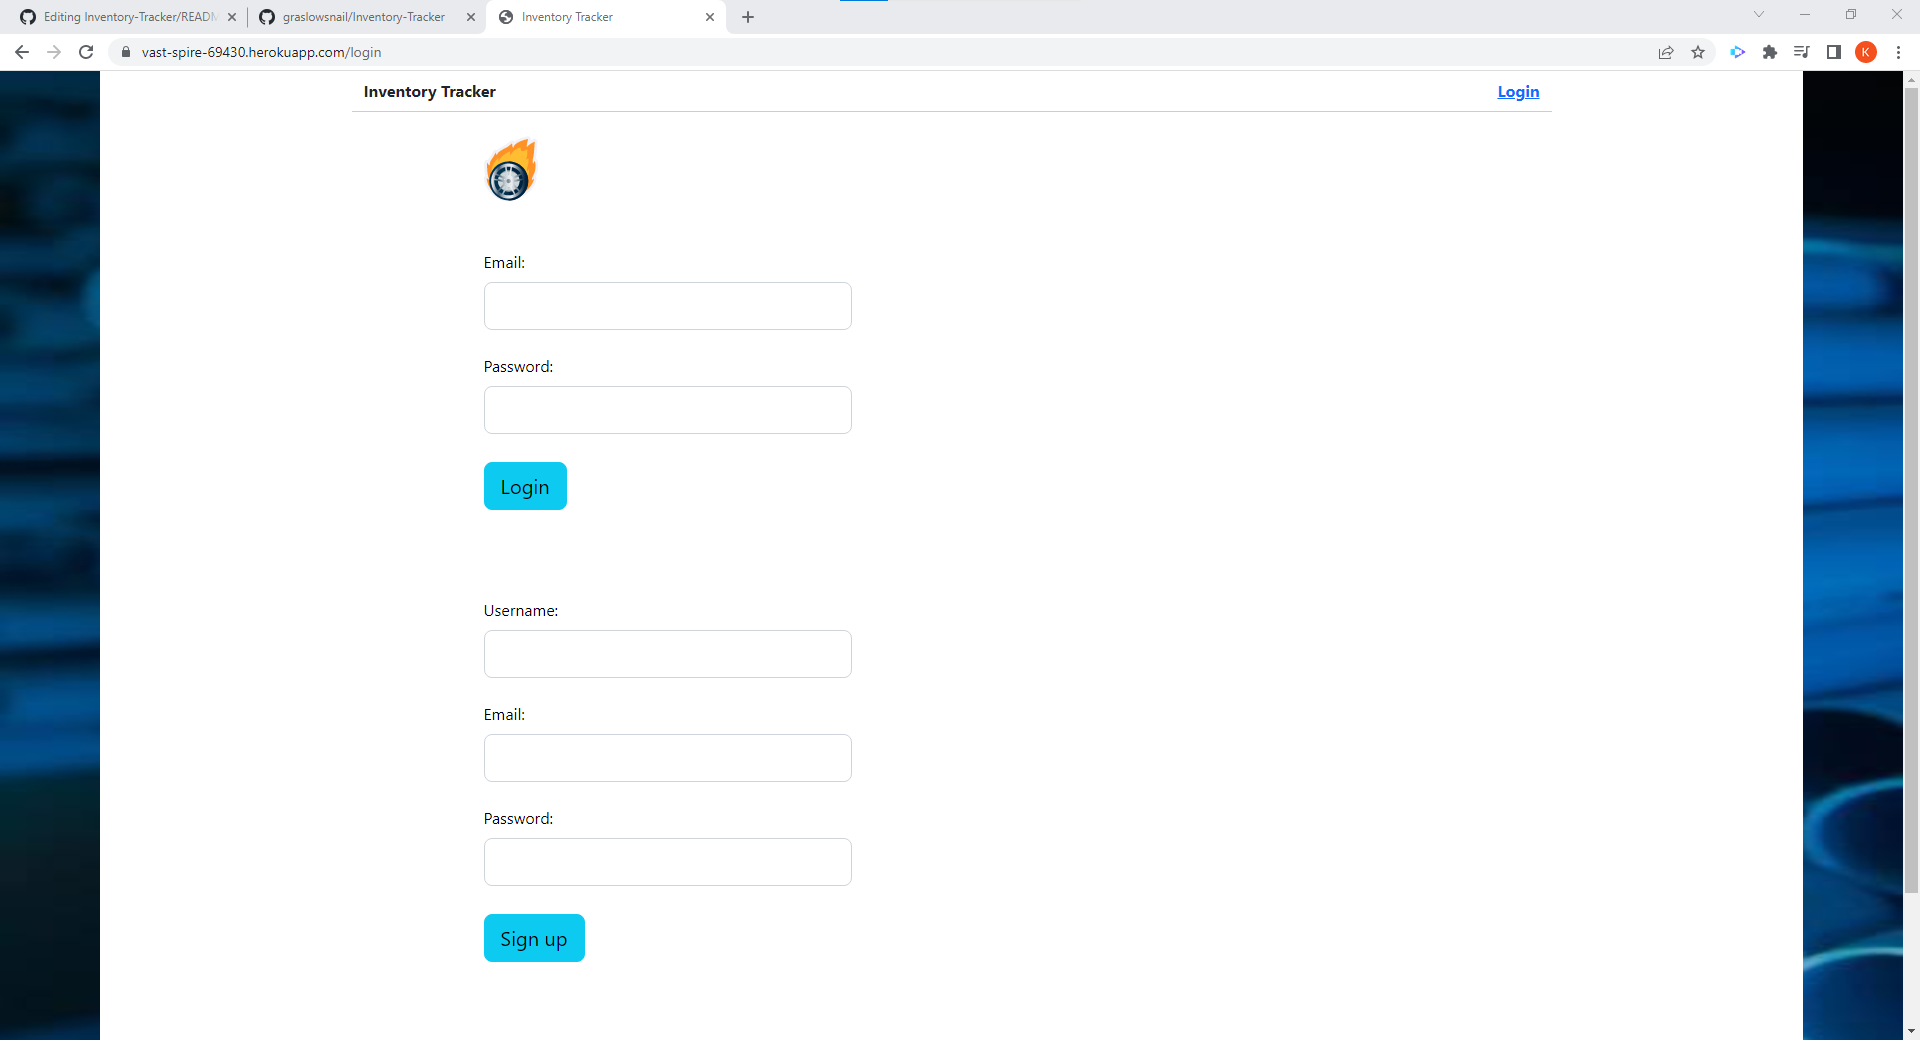 Editing Inventory-Tracker/READM
graslowsnail/Inventory-Tracker
Inventory Tracker
vast-spire-69430.herokuapp.com/login
K
Inventory Tracker
Login
Email:
Password:
Login
Username:
Email:
Password:
Sign up